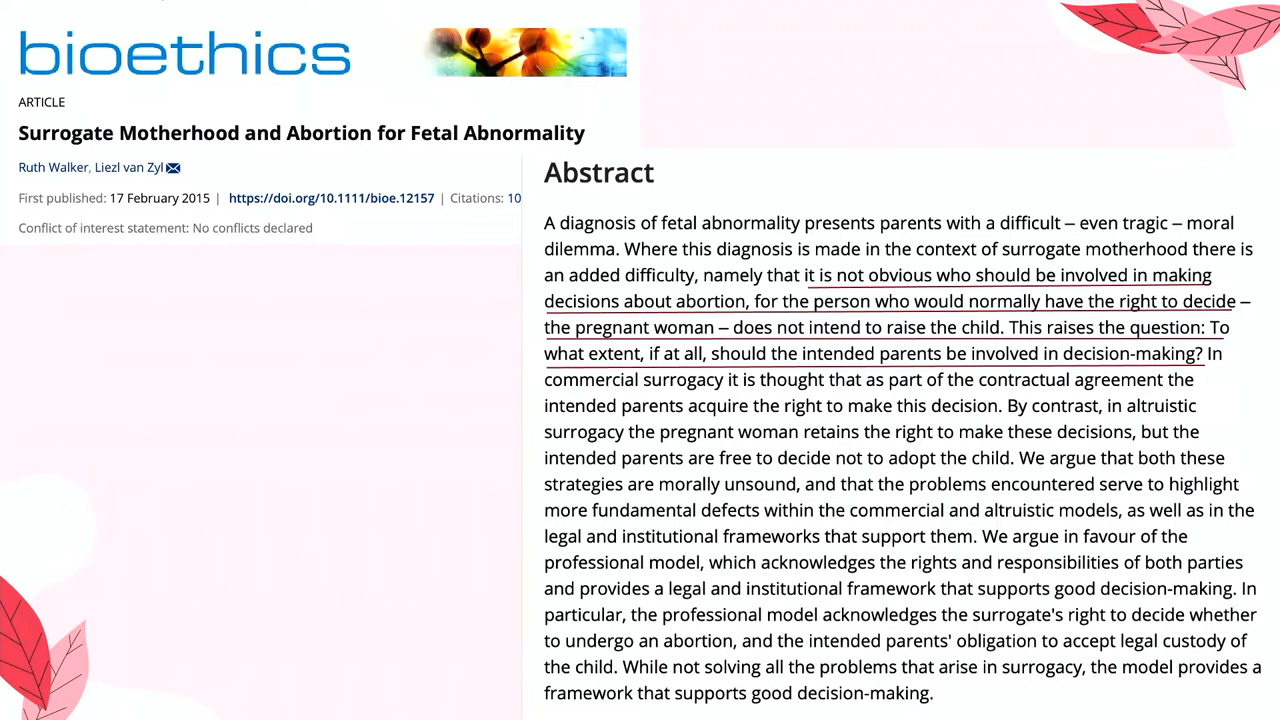 bioethics
ARTICLE
Surrogate Motherhood and Abortion for Fetal Abnormality
Ruth Walker, Liezl van Zyl
First published: 17 February 2015 | https://doi.org/10.1111/bioe.12157 | Citations: 10
Conflict of interest statement: No conflicts declared
Abstract
A diagnosis of fetal abnormality presents parents with a difficult – even tragic – moral
dilemma. Where this diagnosis is made in the context of surrogate motherhood there is
an added difficulty, namely that it is not obvious who should be involved in making
decisions about abortion, for the person who would normally have the right to decide –
the pregnant woman – does not intend to raise the child. This raises the question: To
what extent, if at all, should the intended parents be involved in decision-making? In
commercial surrogacy it is thought that as part of the contractual agreement the
intended parents acquire the right to make this decision. By contrast, in altruistic
surrogacy the pregnant woman retains the right to make these decisions, but the
intended parents are free to decide not to adopt the child. We argue that both these
strategies are morally unsound, and that the problems encountered serve to highlight
more fundamental defects within the commercial and altruistic models, as well as in the
legal and institutional frameworks that support them. We argue in favour of the
professional model, which acknowledges the rights and responsibilities of both parties
and provides a legal and institutional framework that supports good decision-making. In
particular, the professional model acknowledges the surrogate's right to decide whether
to undergo an abortion, and the intended parents' obligation to accept legal custody of
the child. While not solving all the problems that arise in surrogacy, the model provides a
framework that supports good decision-making.